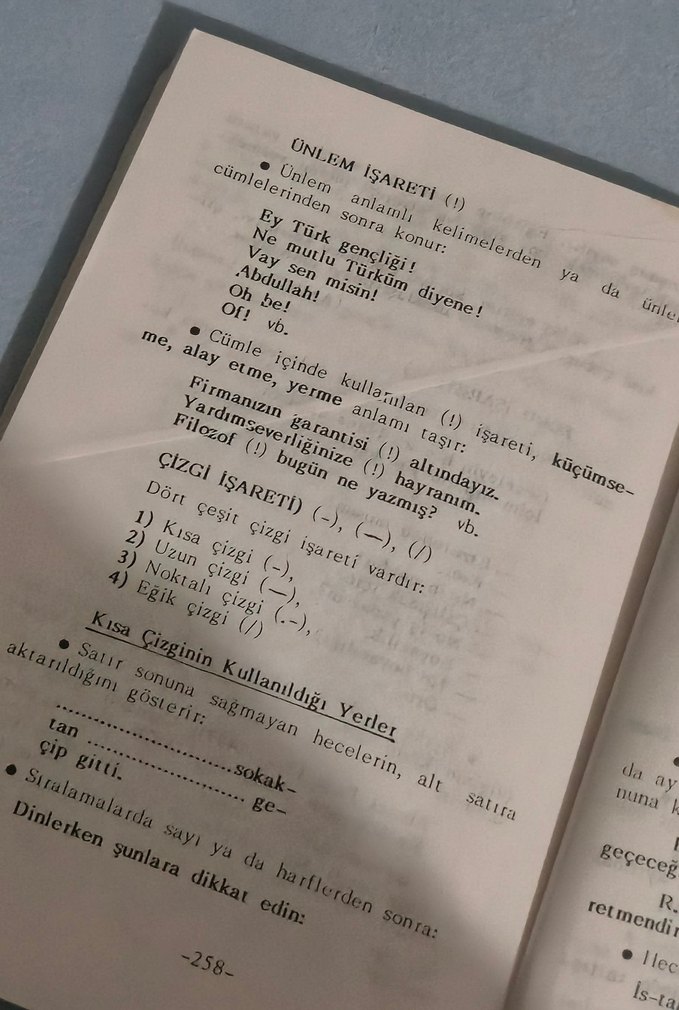 ÜNLEM İŞARETİ (!)
● Ünlem anlamlı kelimelerden ya da ünle
cümlelerinden sonra konur:
Ey Türk gençliği!
Ne mutlu Türküm diyene!
Vay sen misin!
Abdullah!
Oh be!
Of! vb.
● Cümle içinde kullanılan (!) işareti, küçümse-
me, alay etme, yerme anlamı taşır:
Firmanızın garantisi (!) altındayız.
Yardımseverliğinize (!) hayranım.
Filozof (!) bugün ne yazmış? vb.
ÇİZGİ İŞARETİ) (-), (—), (/)
Dört çeşit çizgi işareti vardır:
1) Kısa çizgi (-),
2) Uzun çizgi (—),
3) Noktalı çizgi (.-),
4) Eğik çizgi (/)
Kısa Çizginin Kullanıldığı Yerler
● Satır sonuna sağmayan hecelerin, alt satıra
aktarıldığını gösterir:
..............................sokak-
tan ........................... ge-
çip gitti.
● Sıralamalarda sayı ya da harflerden sonra:
Dinlerken şunlara dikkat edin:
-258-
da ay
nuna k
geçeceğ
R.
retmendir
● Hec
İs-ta